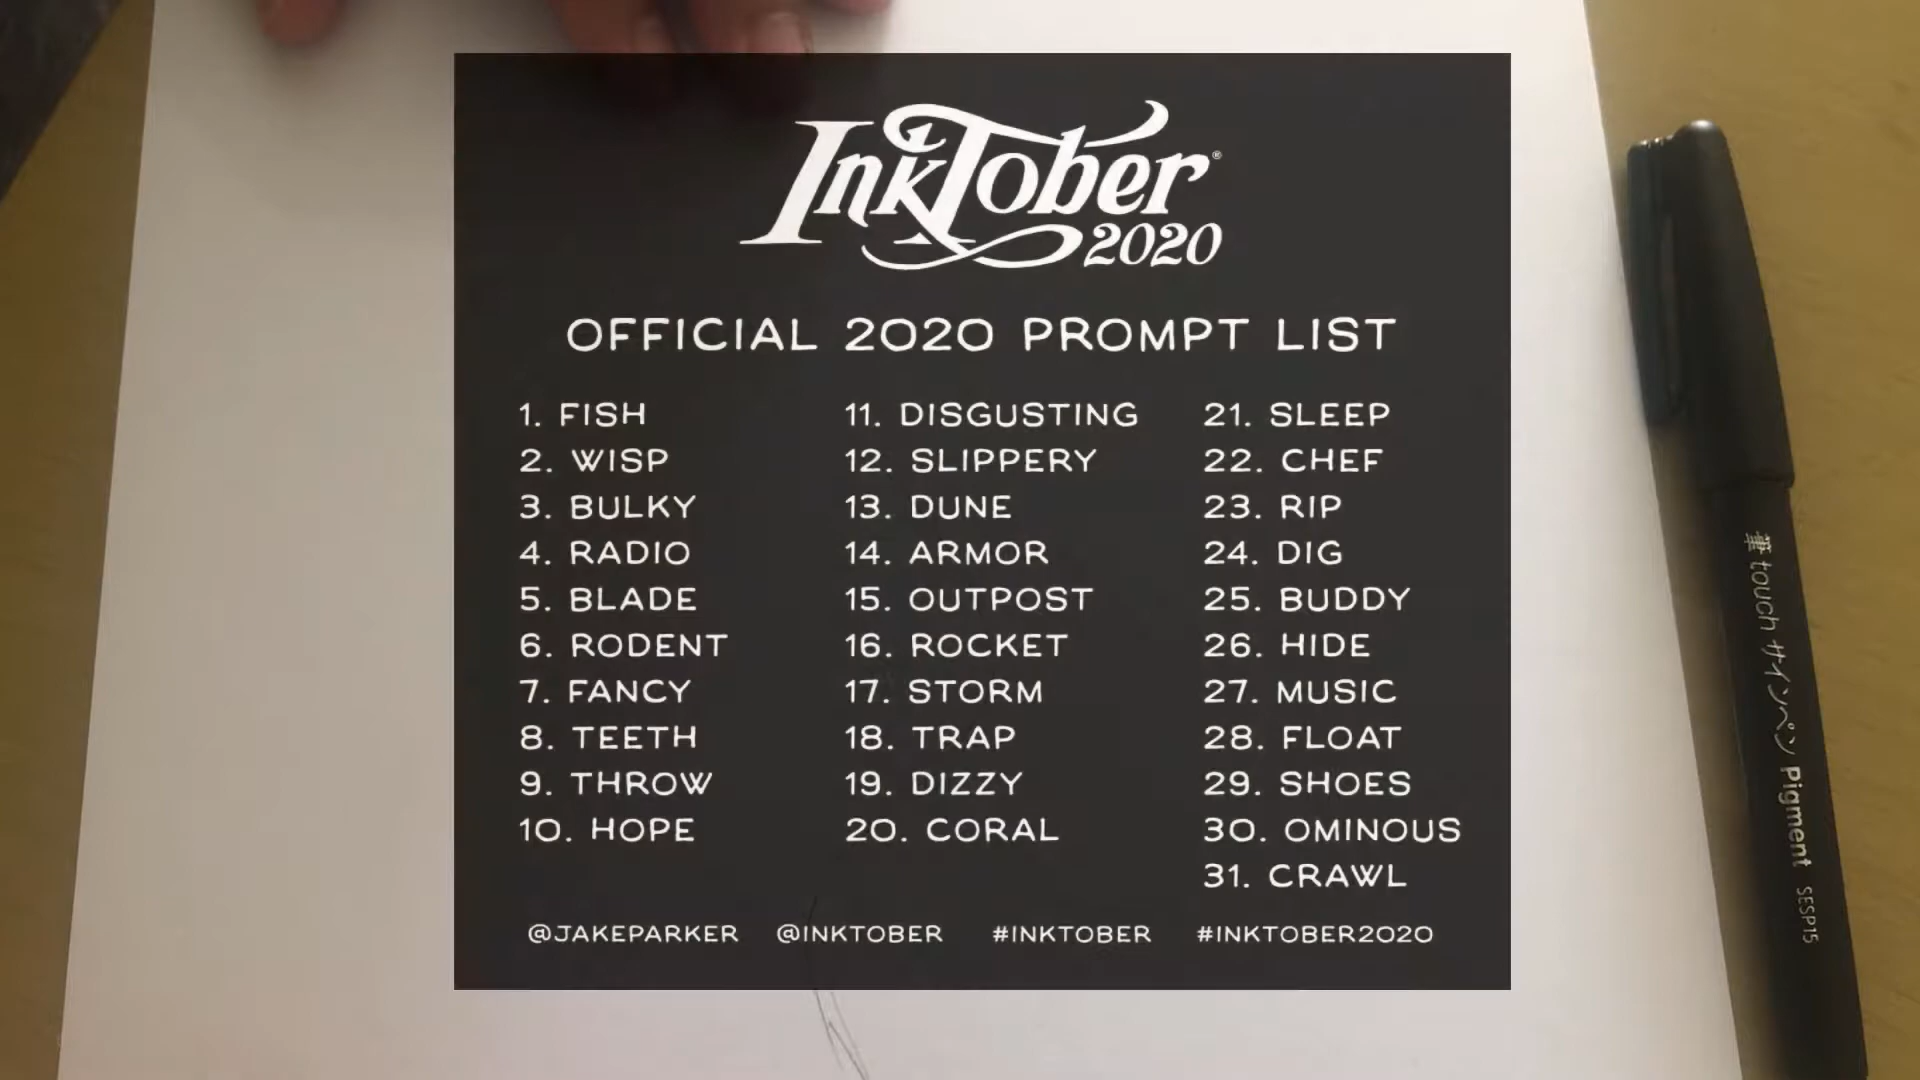 InkTober®
2020
OFFICIAL 2020 PROMPT LIST
1. FISH
2. WISP
3. BULKY
4. RADIO
5. BLADE
6. RODENT
7. FANCY
8. TEETH
9. THROW
10. HOPE
11. DISGUSTING
12. SLIPPERY
13. DUNE
14. ARMOR
15. OUTPOST
16. ROCKET
17. STORM
18. TRAP
19. DIZZY
20. CORAL
21. SLEEP
22. CHEF
23. RIP
24. DIG
25. BUDDY
26. HIDE
27. MUSIC
28. FLOAT
29. SHOES
30. OMINOUS
31. CRAWL
@JAKEPARKER @INKTOBER #INKTOBER #INKTOBER2020
筆touch サインペン Pigment SESP15